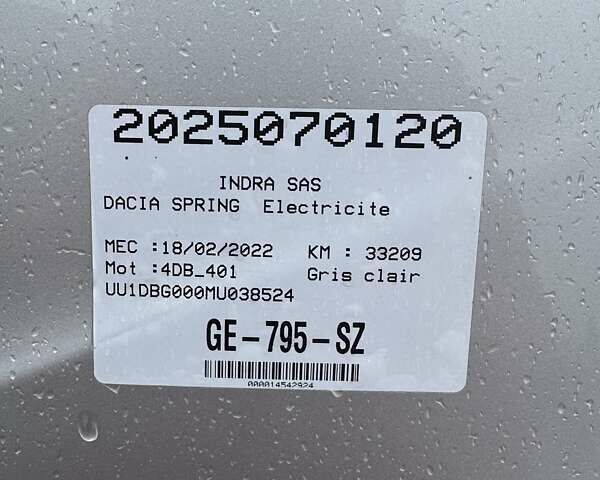 2025070120
INDRA SAS
DACIA SPRING Electricite
MEC :18/02/2022 KM : 33209
Mot :4DB_401 Gris clair
UU1DBG000MU038524
GE-795-SZ
000014542924